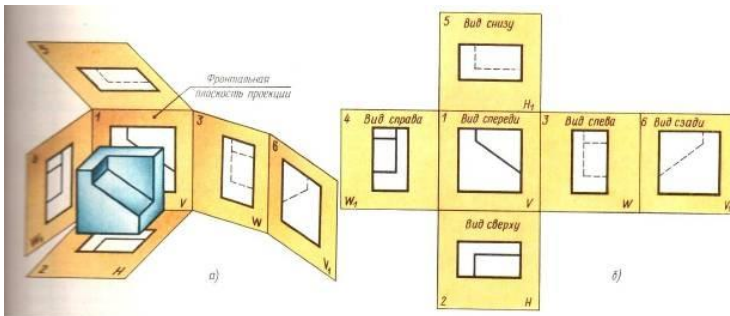 5
Фронтальная
плоскость проекции
1
3
4
6
V
W
W₁
2
H
V₁
а)
5 Вид снизу
H₁
4 Вид справа
1 Вид спереди
3 Вид слева
6 Вид сзади
W₁
V
W
V₁
Вид сверху
2
H
б)